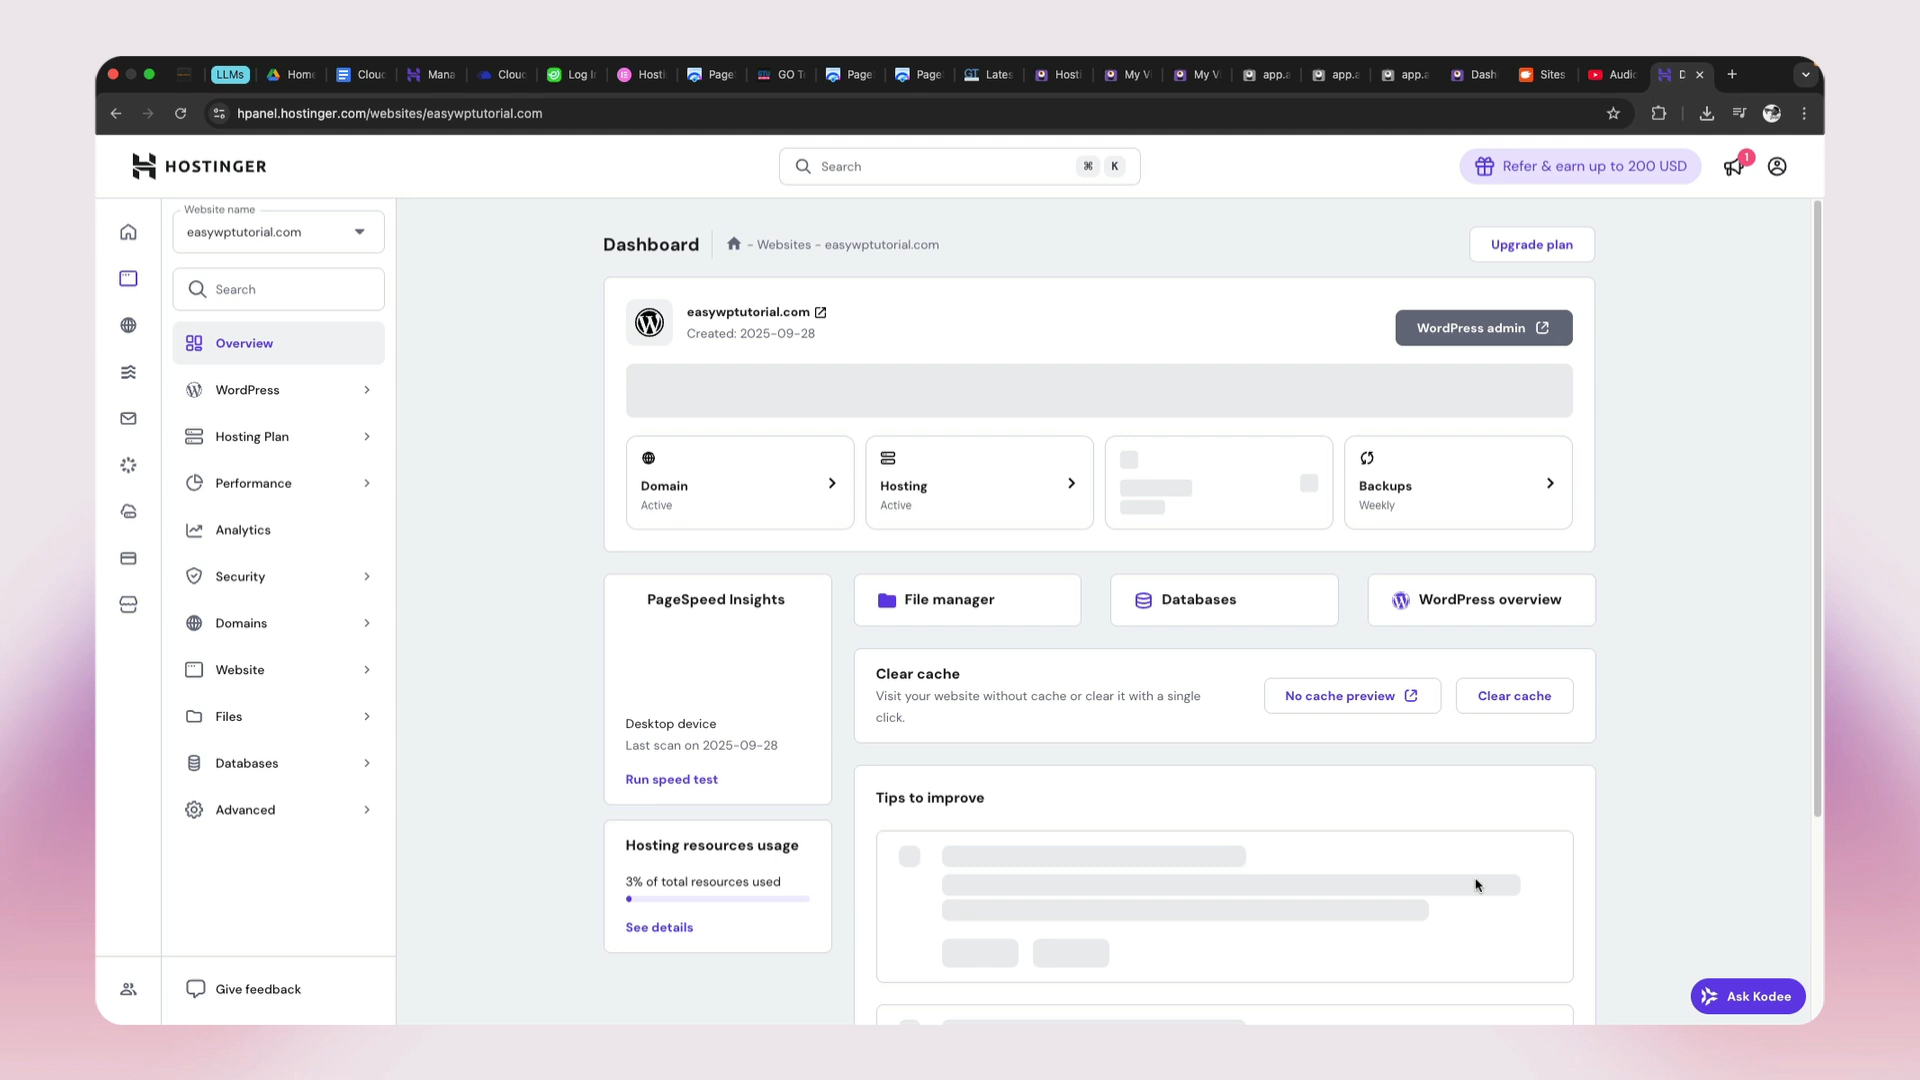 LLMs
Home
Clou
Mana
Clou
Log I
Hosti
Page
GO T
Page
Page
Lates
Hosti
My V
My V
app.a
app.a
app.a
Dash
Sites
Audic
D
hpanel.hostinger.com/websites/easywptutorial.com
HOSTINGER
Search
⌘ K
Refer & earn up to 200 USD
1
Website name
easywptutorial.com
Search
Overview
WordPress
Hosting Plan
Performance
Analytics
Security
Domains
Website
Files
Databases
Advanced
Give feedback
Dashboard
- Websites - easywptutorial.com
Upgrade plan
easywptutorial.com
Created: 2025-09-28
WordPress admin
Domain
Active
Hosting
Active
Backups
Weekly
PageSpeed Insights
Desktop device
Last scan on 2025-09-28
Run speed test
File manager
Databases
WordPress overview
Clear cache
Visit your website without cache or clear it with a single
click.
No cache preview
Clear cache
Hosting resources usage
3% of total resources used
See details
Tips to improve
Ask Kodee